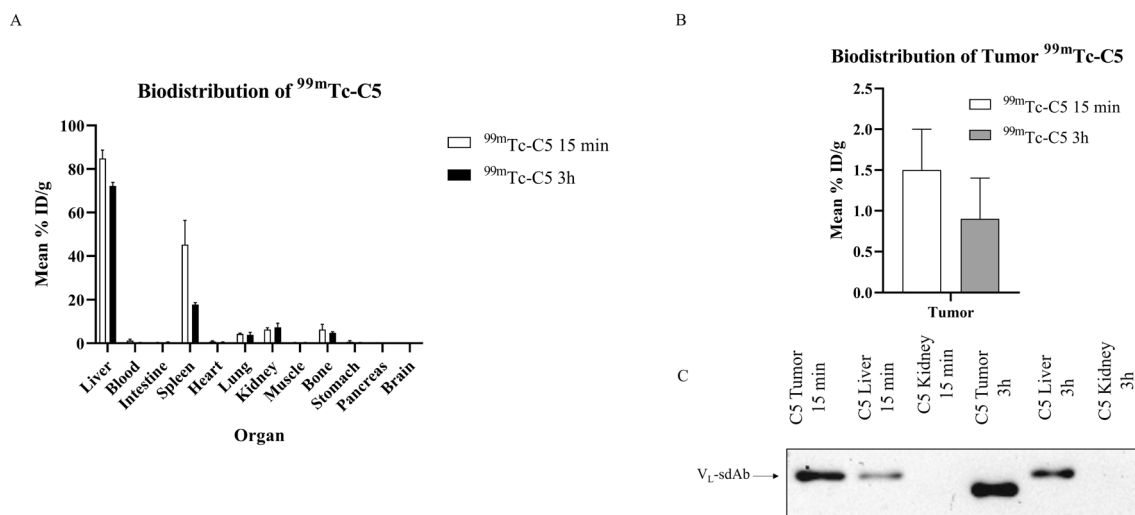 A
Biodistribution of ⁹⁹ᵐTc-C5
Mean % ID/g
100
80
60
40
20
0
⁹⁹ᵐTc-C5 15 min
⁹⁹ᵐTc-C5 3h
Liver
Blood
Intestine
Spleen
Heart
Lung
Kidney
Muscle
Bone
Stomach
Pancreas
Brain
Organ
B
Biodistribution of Tumor ⁹⁹ᵐTc-C5
Mean % ID/g
2.5
2.0
1.5
1.0
0.5
0.0
⁹⁹ᵐTc-C5 15 min
⁹⁹ᵐTc-C5 3h
Tumor
C
C5 Tumor
15 min
C5 Liver
15 min
C5 Kidney
15 min
C5 Tumor
3h
C5 Liver
3h
C5 Kidney
3h
V_L-sdAb